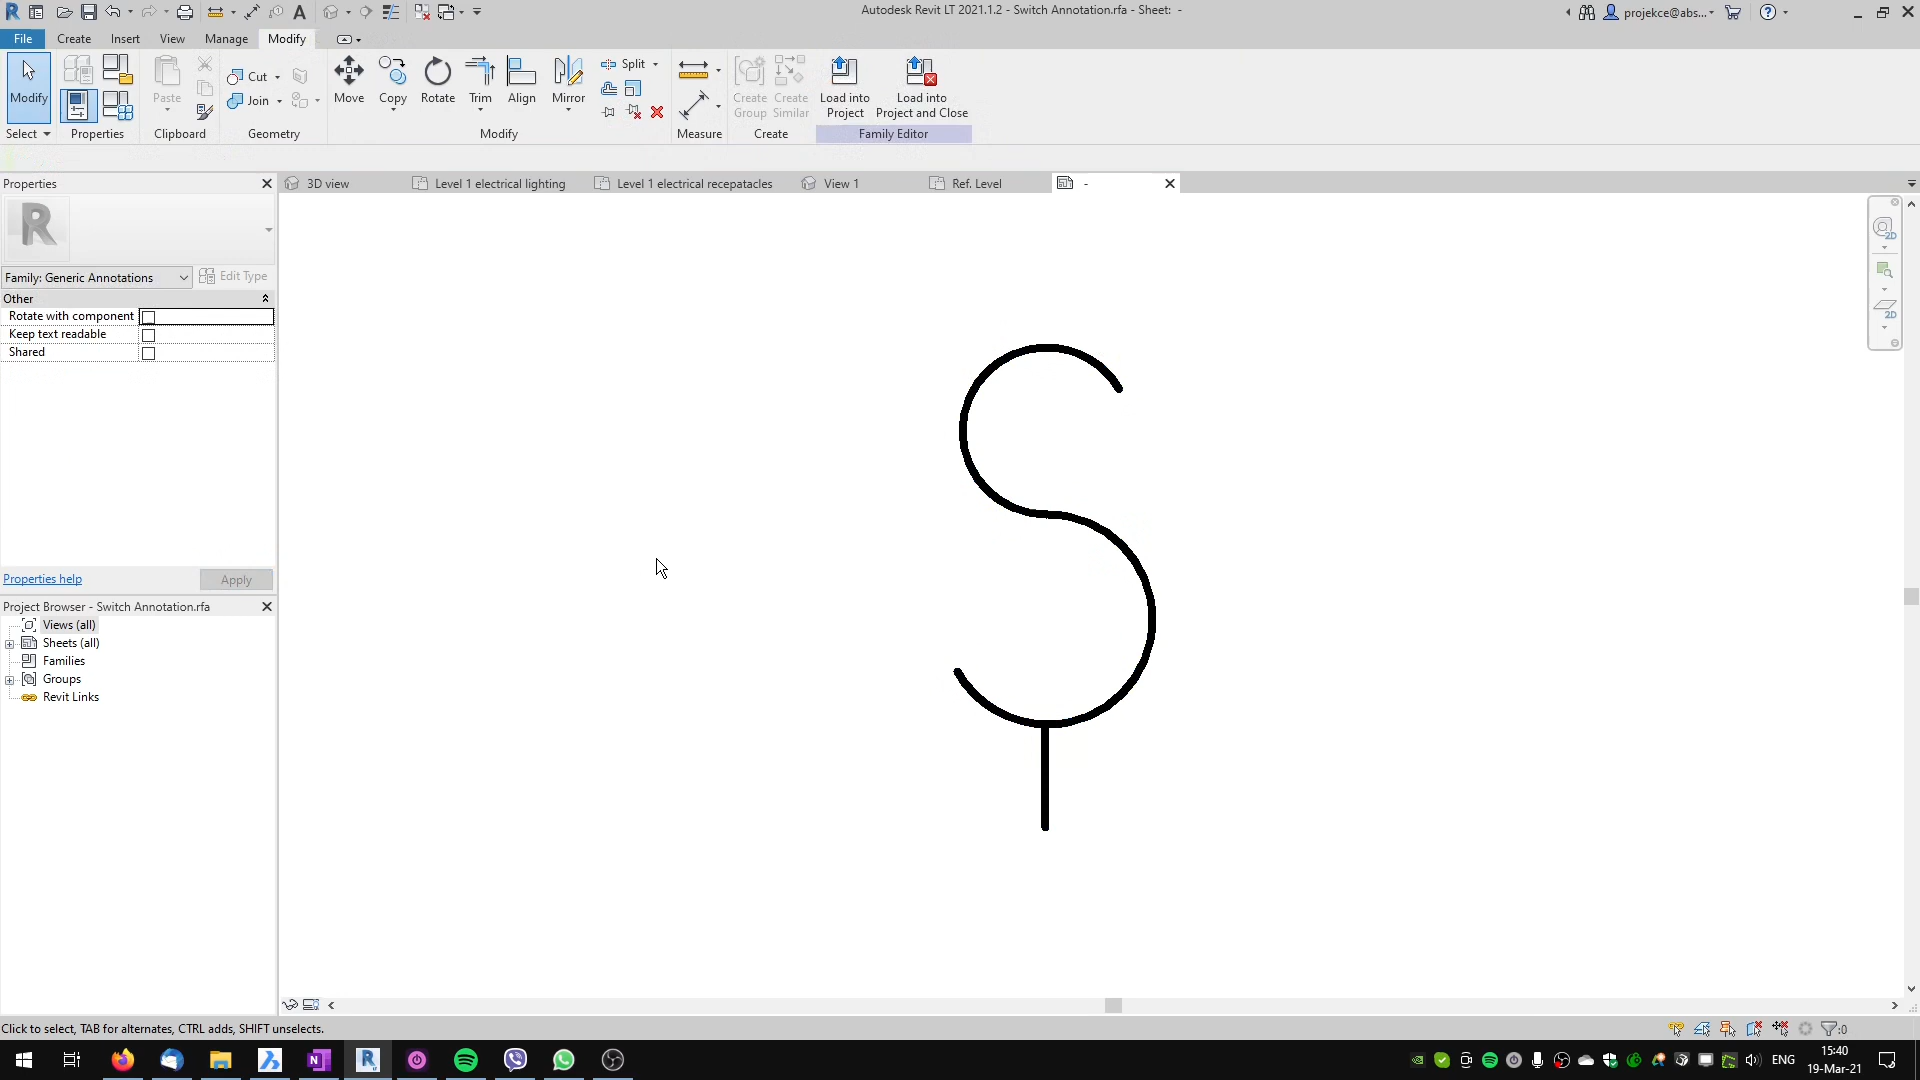 Autodesk Revit LT 2021.1.2 - Switch Annotation.rfa - Sheet: -
projekce@abs...
File Create Insert View Manage Modify
Modify
Paste
Cut
Join
Move Copy Rotate Trim Align Mirror
Split
Create Group
Create Similar
Load into Project
Load into Project and Close
Select Properties Clipboard Geometry Modify Measure Create Family Editor
Properties
3D view Level 1 electrical lighting Level 1 electrical recepatacles View 1 Ref. Level -
Family: Generic Annotations Edit Type
Other
Rotate with component
Keep text readable
Shared
Properties help Apply
Project Browser - Switch Annotation.rfa
Views (all)
Sheets (all)
Families
Groups
Revit Links
Click to select, TAB for alternates, CTRL adds, SHIFT unselects.
:0
ENG
15:40
19-Mar-21